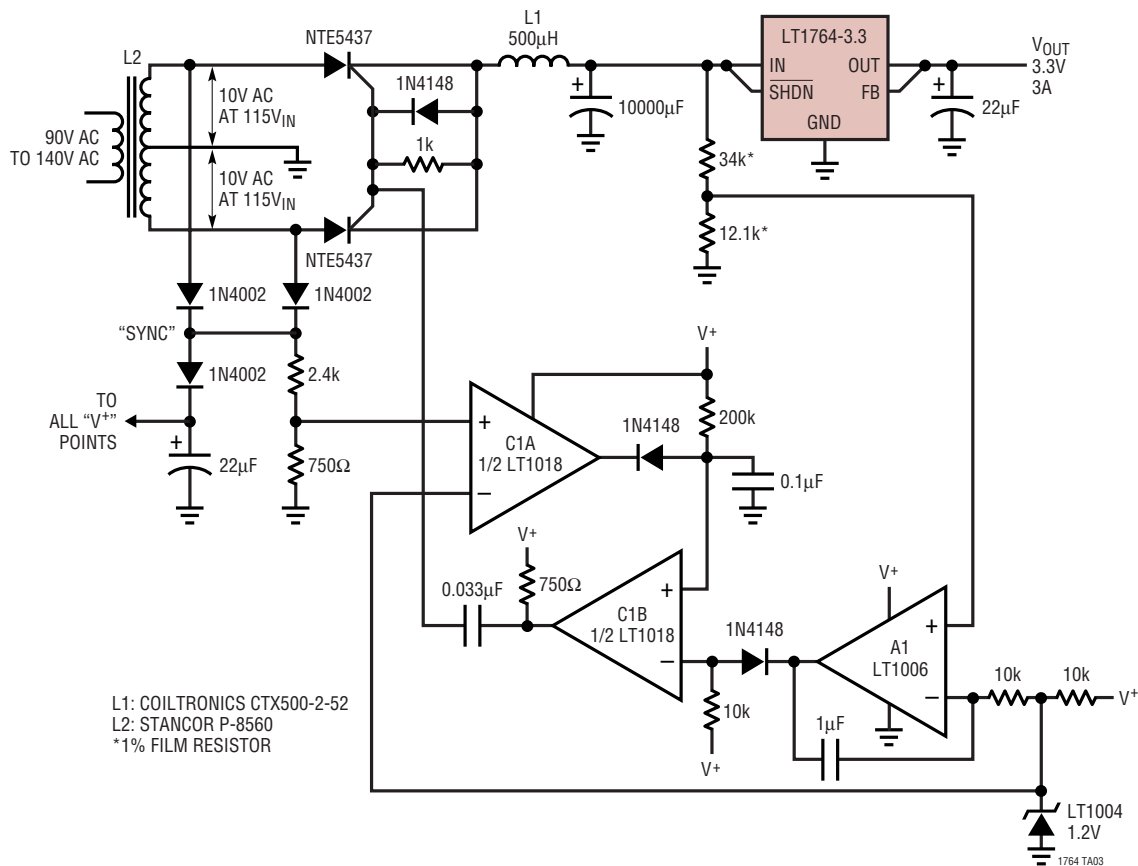 L1
500µH
NTE5437
L2
1N4148
10V AC
AT 115VIN
90V AC
TO 140V AC
1k
10V AC
AT 115VIN
NTE5437
+
10000µF
LT1764-3.3
IN
OUT
SHDN
FB
GND
VOUT
3.3V
3A
+
22µF
34k*
12.1k*
1N4002
1N4002
"SYNC"
1N4002
2.4k
TO
ALL "V+"
POINTS
+
22µF
750Ω
V+
200k
+
C1A
1/2 LT1018
–
1N4148
0.1µF
V+
750Ω
0.033µF
+
C1B
1/2 LT1018
–
1N4148
10k
V+
V+
+
A1
LT1006
–
10k
10k
V+
1µF
LT1004
1.2V
L1: COILTRONICS CTX500-2-52
L2: STANCOR P-8560
*1% FILM RESISTOR
1764 TA03